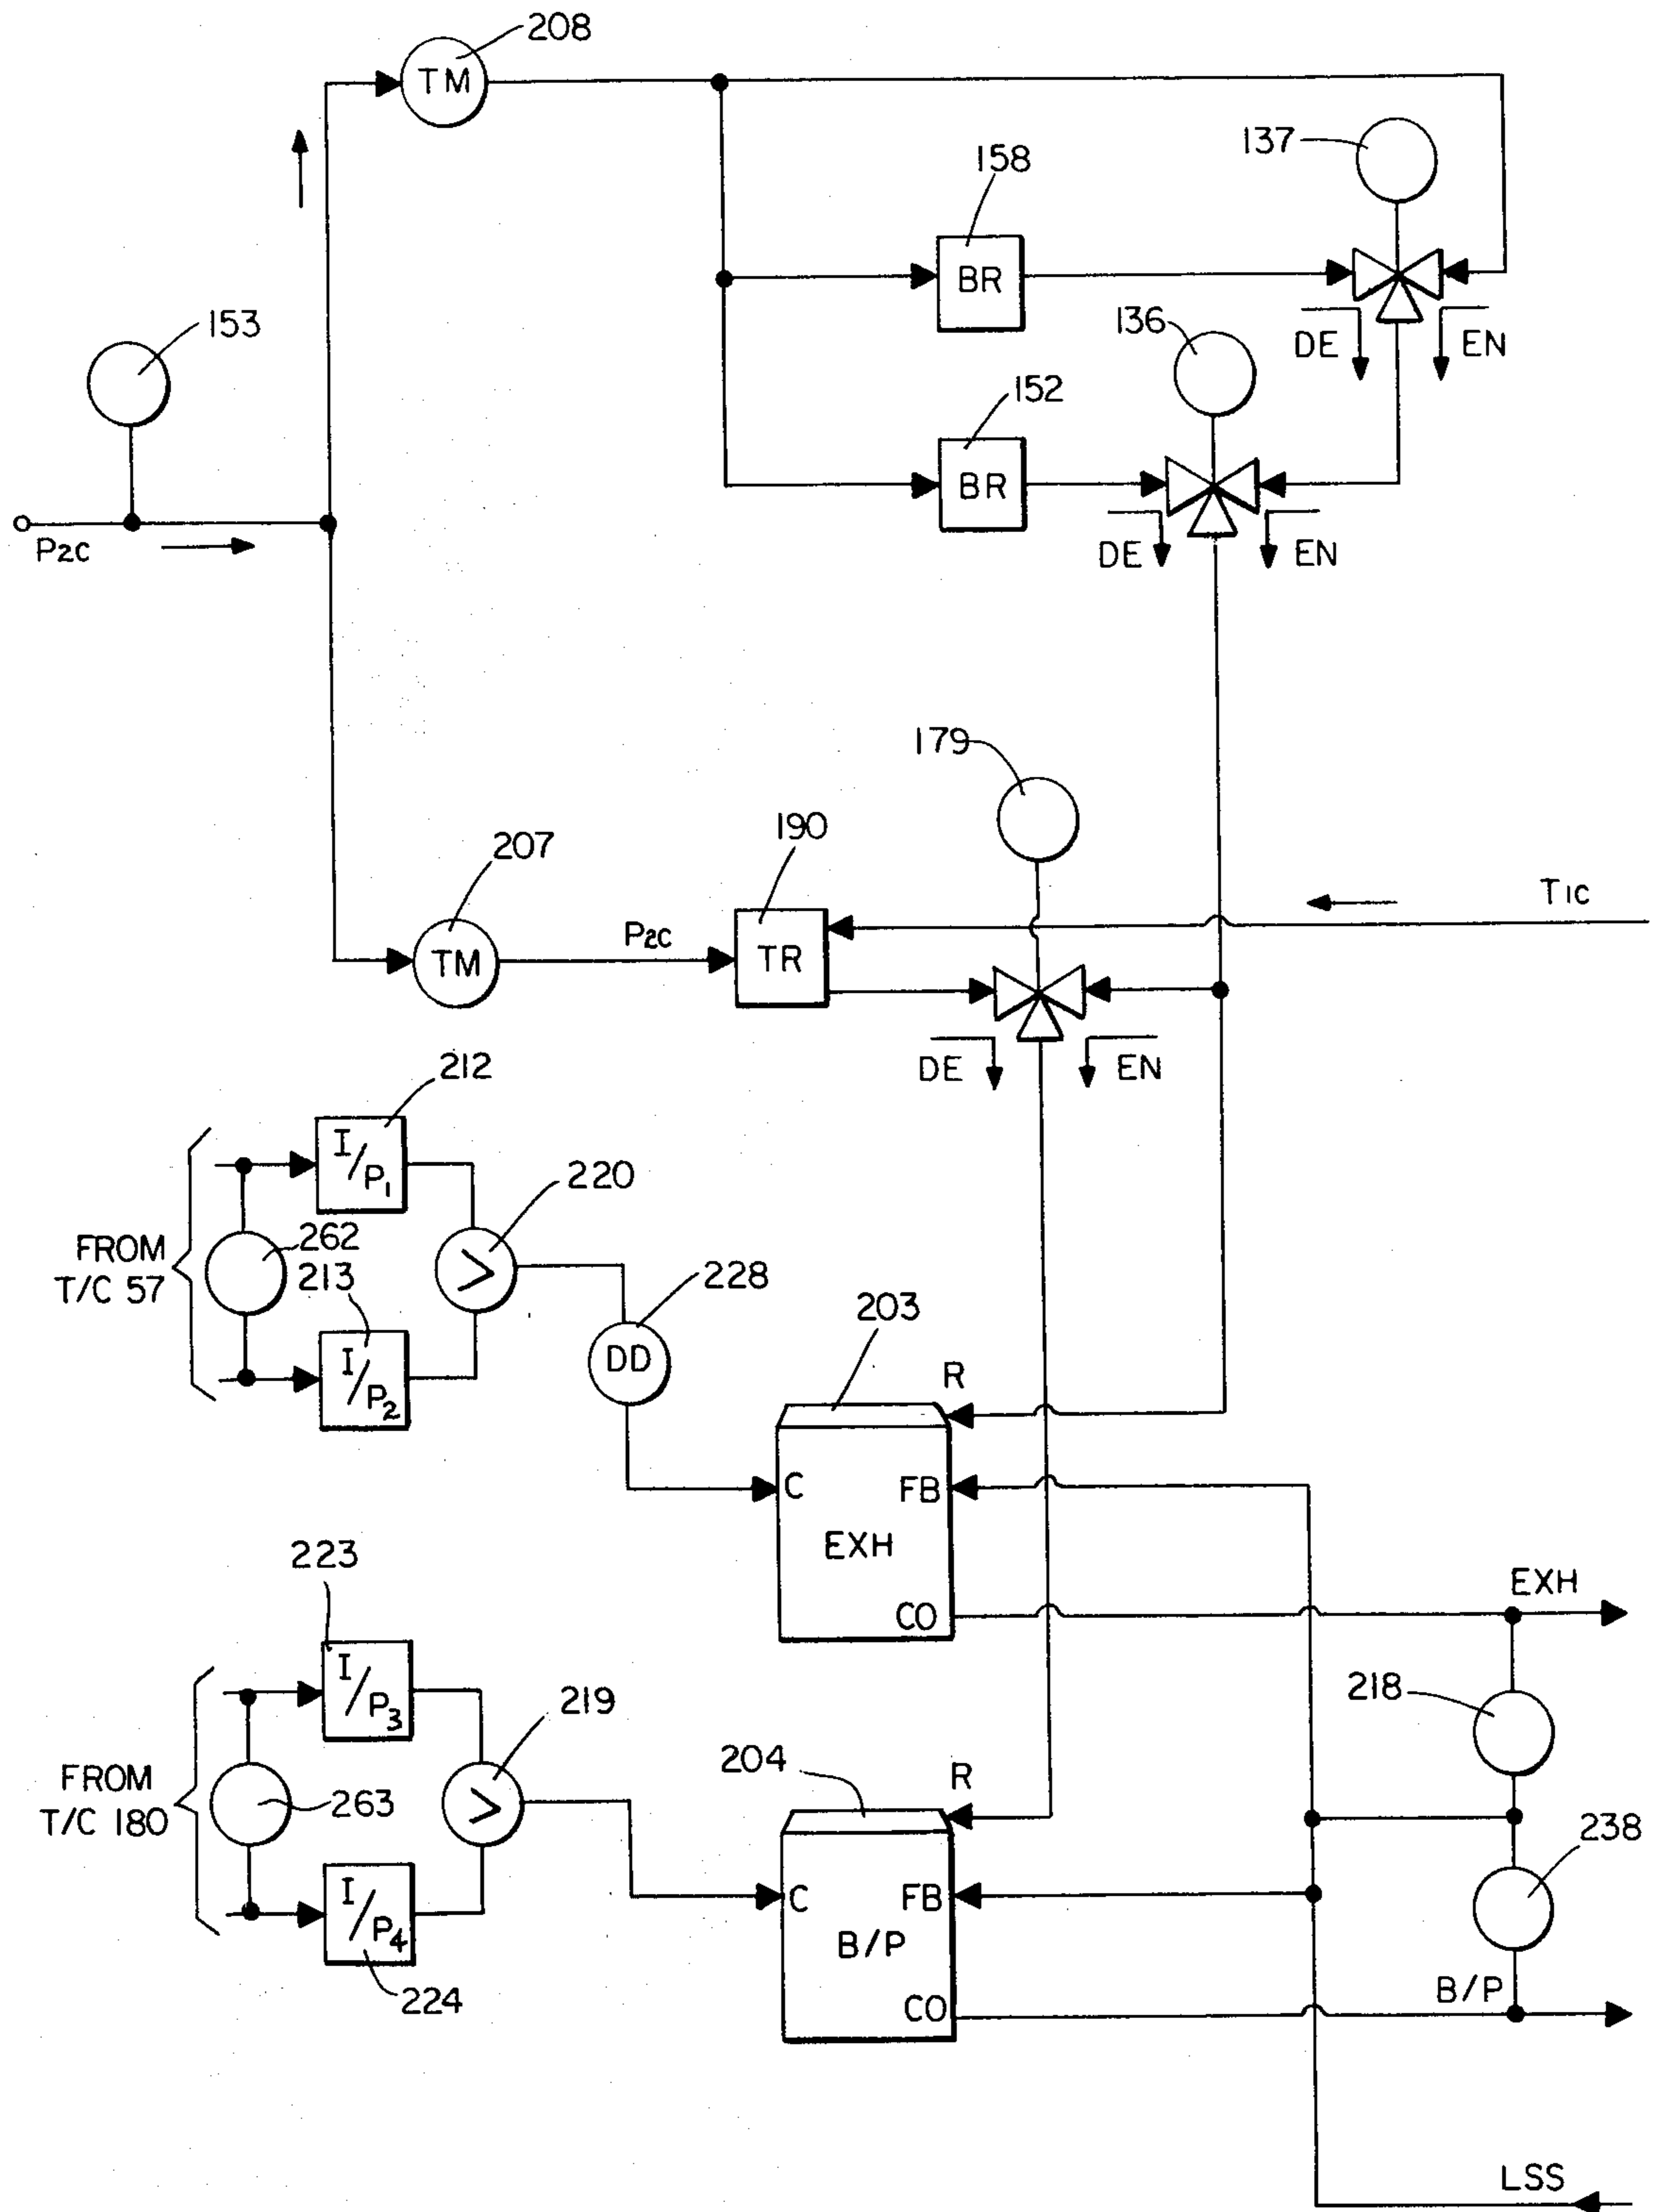 208
TM
137
158
BR
DE
EN
153
136
152
BR
P2C
DE
EN
179
207
190
T1C
P2C
TM
TR
DE
EN
212
I/P1
220
FROM
T/C 57
262
213
>
228
I/P2
DD
203
R
C
FB
EXH
CO
223
EXH
I/P3
219
218
204
R
FROM
T/C 180
263
>
238
I/P4
C
FB
B/P
224
CO
B/P
LSS